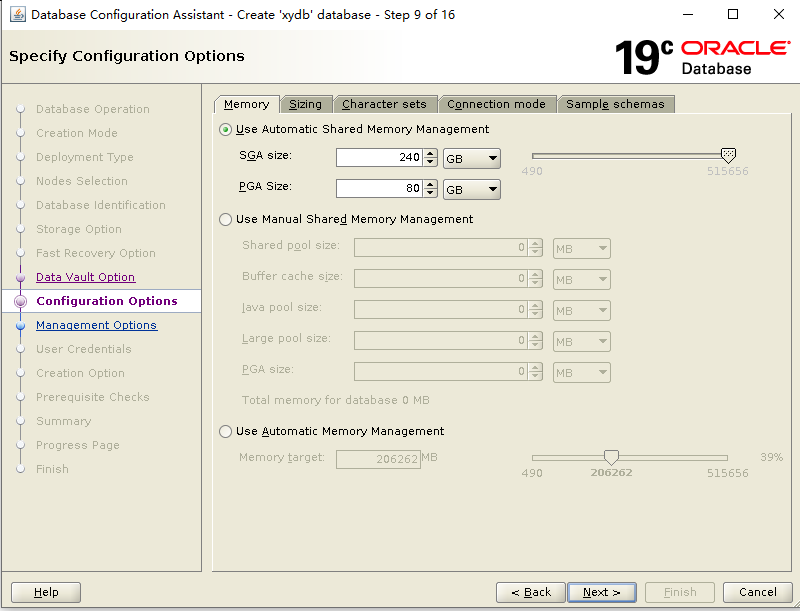 Database Configuration Assistant - Create 'xydb' database - Step 9 of 16
Specify Configuration Options
19c ORACLE
Database
Database Operation
Creation Mode
Deployment Type
Nodes Selection
Database Identification
Storage Option
Fast Recovery Option
Data Vault Option
Configuration Options
Management Options
User Credentials
Creation Option
Prerequisite Checks
Summary
Progress Page
Finish
Memory Sizing Character sets Connection mode Sample schemas
Use Automatic Shared Memory Management
SGA size: 240 GB
490 515656
PGA Size: 80 GB
Use Manual Shared Memory Management
Shared pool size: 0 MB
Buffer cache size: 0 MB
Java pool size: 0 MB
Large pool size: 0 MB
PGA size: 0 MB
Total memory for database 0 MB
Use Automatic Memory Management
Memory target: 206262 MB 39%
490 206262 515656
Help < Back Next > Finish Cancel